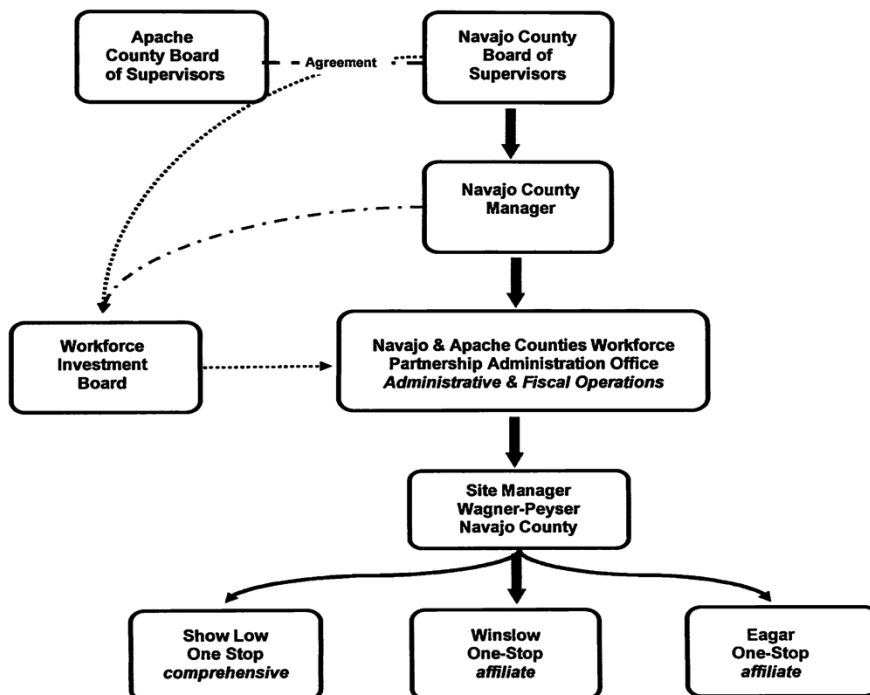 Apache
County Board
of Supervisors
Agreement
Navajo County
Board of
Supervisors
Navajo County
Manager
Workforce
Investment
Board
Navajo & Apache Counties Workforce
Partnership Administration Office
Administrative & Fiscal Operations
Site Manager
Wagner-Peyser
Navajo County
Show Low
One Stop
comprehensive
Winslow
One-Stop
affiliate
Eagar
One-Stop
affiliate